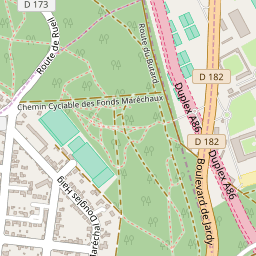 D 173
Route de Rueil
Route du Butard
D 182
Duplex A86
Chemin Cyclable des Fonds Maréchaux
D 182
Duplex A86
Boulevard de Jardy
Maréchal Douglas Haig